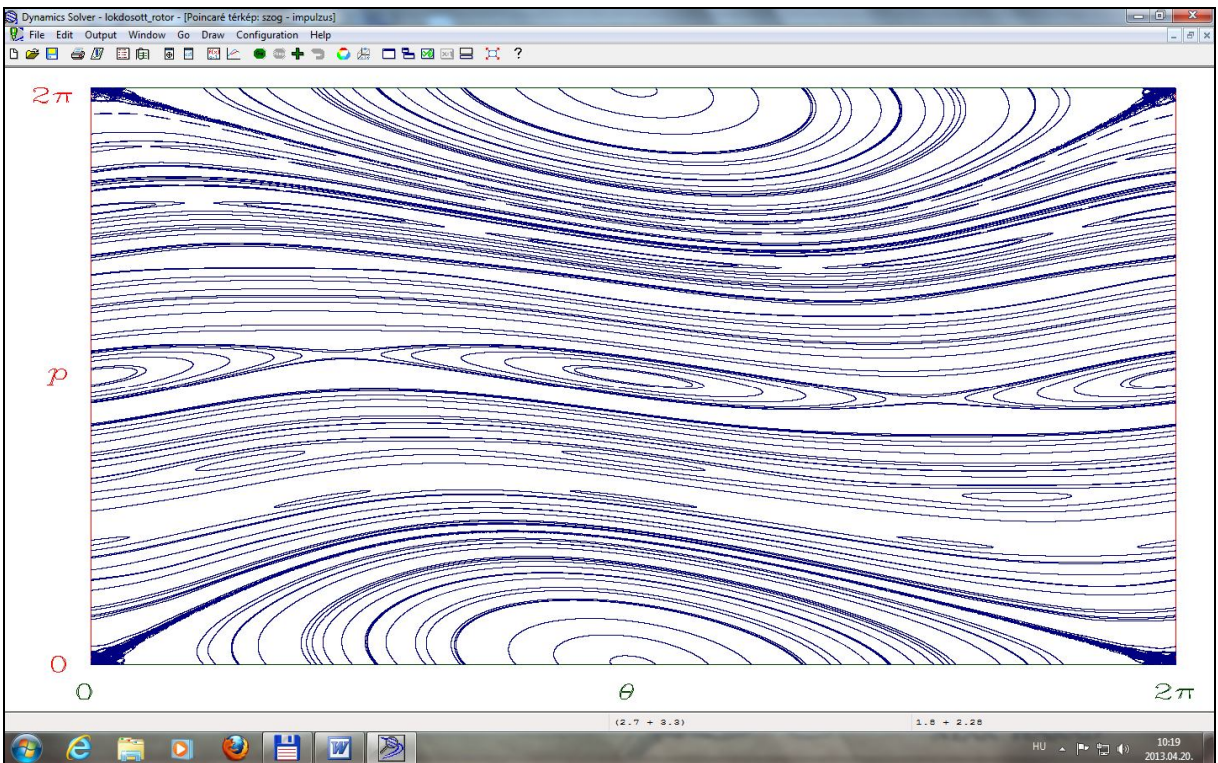 Dynamics Solver - lokdosott_rotor - [Poincaré térkép: szog - impulzus]
File Edit Output Window Go Draw Configuration Help
2π
p
0
0 θ 2π
(2.7 + 3.3) 1.8 + 2.28
HU 10:19
2013.04.20.